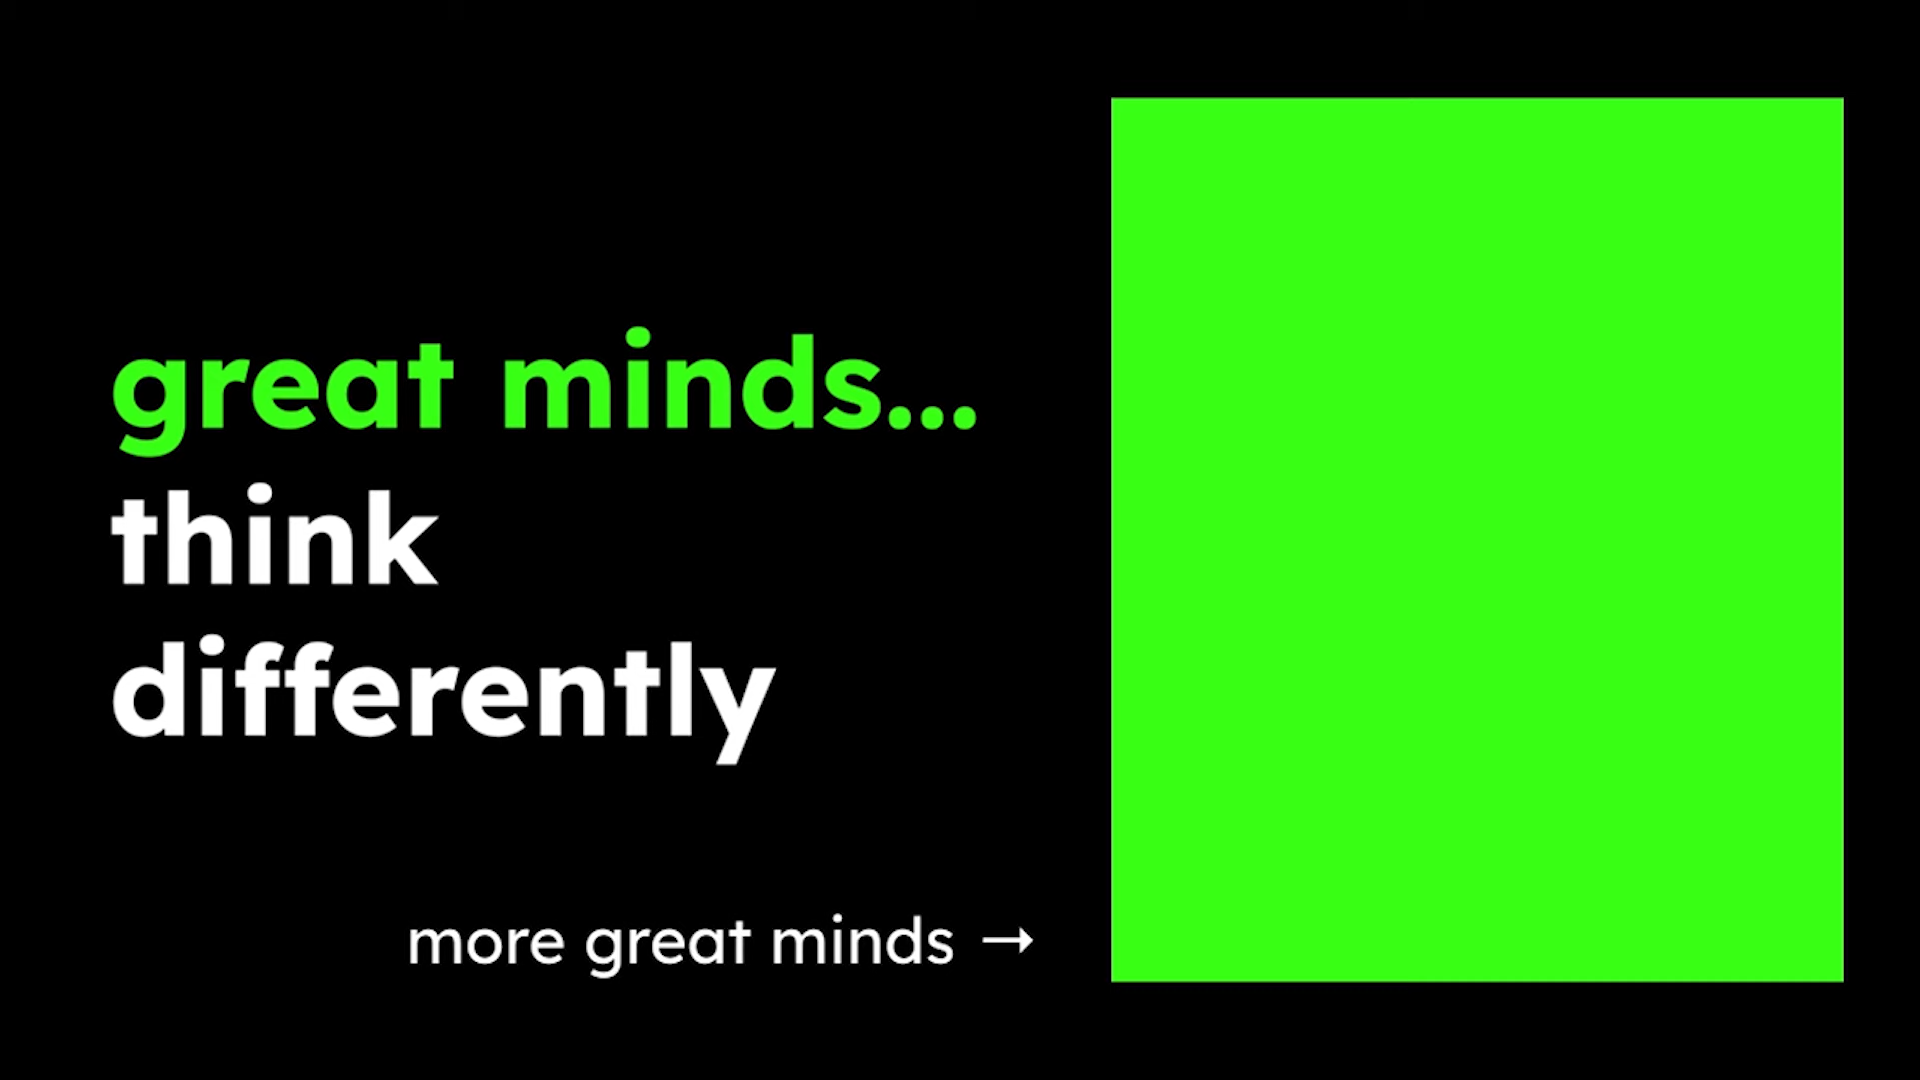 great minds...
think
differently
more great minds →